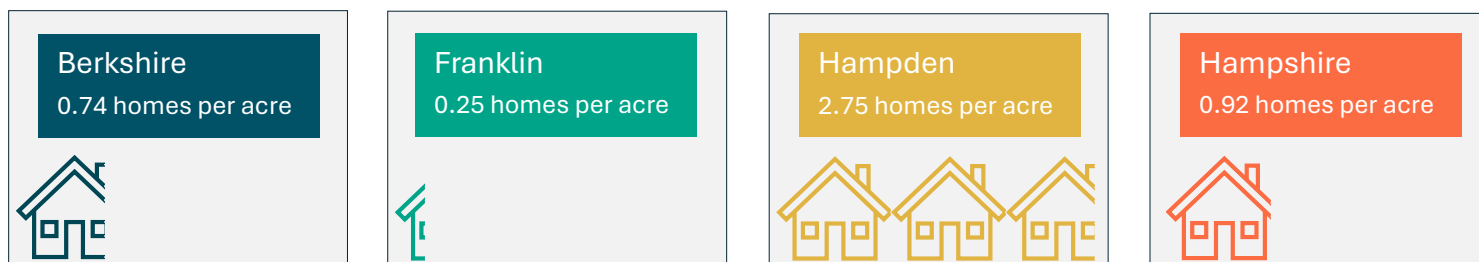 Berkshire
0.74 homes per acre
Franklin
0.25 homes per acre
Hampden
2.75 homes per acre
Hampshire
0.92 homes per acre